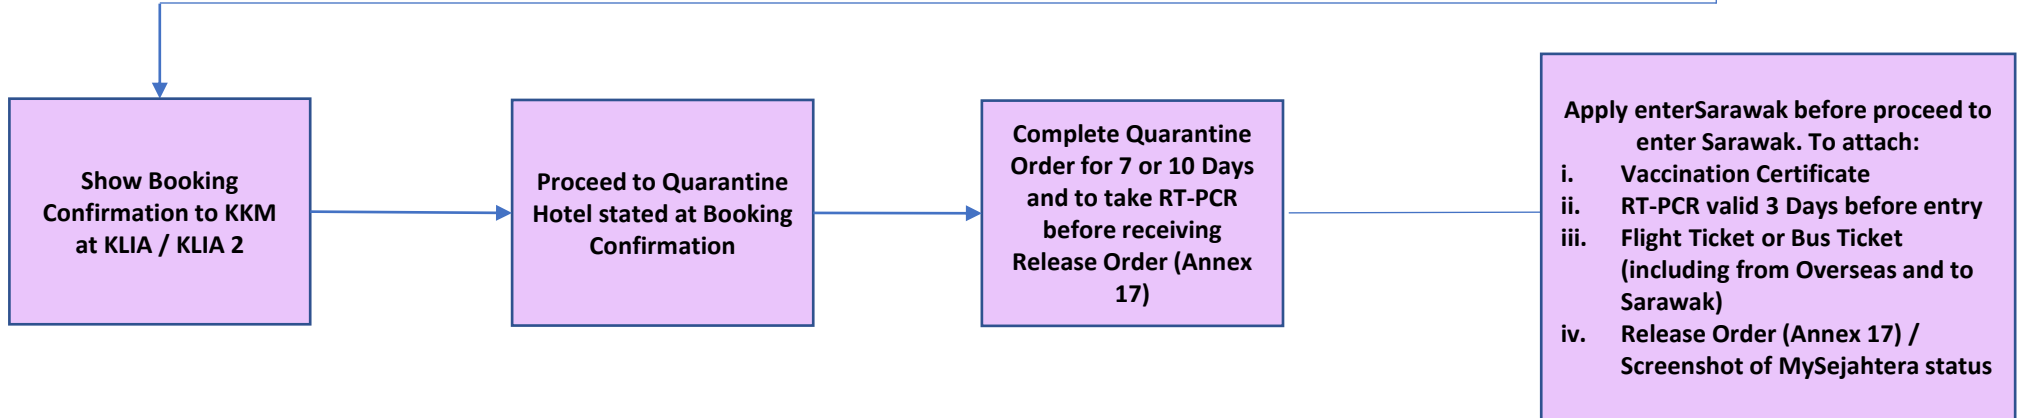 Show Booking
Confirmation to KKM
at KLIA / KLIA 2
Proceed to Quarantine
Hotel stated at Booking
Confirmation
Complete Quarantine
Order for 7 or 10 Days
and to take RT-PCR
before receiving
Release Order (Annex
17)
Apply enterSarawak before proceed to
enter Sarawak. To attach:
i. Vaccination Certificate
ii. RT-PCR valid 3 Days before entry
iii. Flight Ticket or Bus Ticket
(including from Overseas and to
Sarawak)
iv. Release Order (Annex 17) /
Screenshot of MySejahtera status